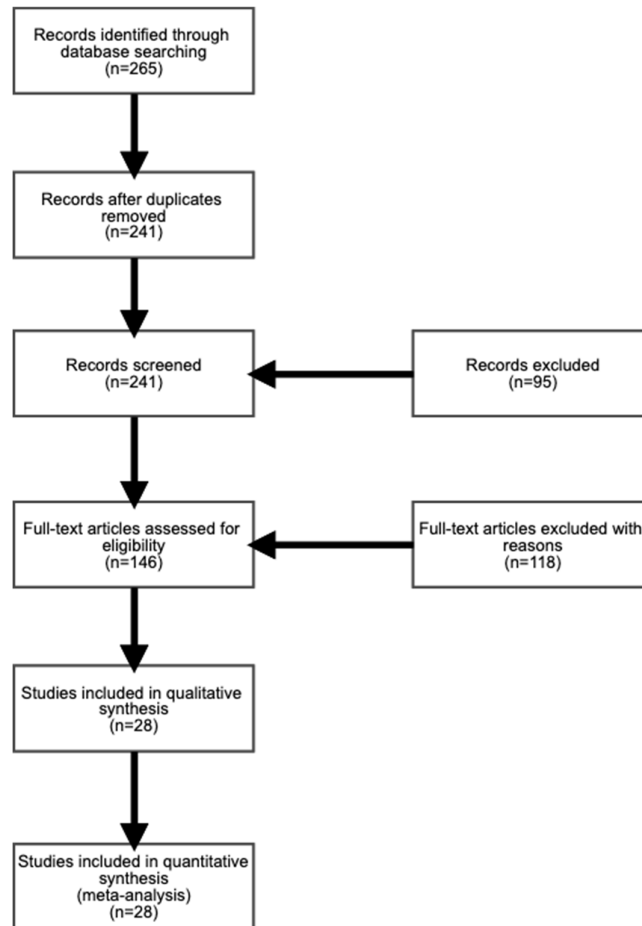 Records identified through
database searching
(n=265)
Records after duplicates
removed
(n=241)
Records screened
(n=241)
Records excluded
(n=95)
Full-text articles assessed for
eligibility
(n=146)
Full-text articles excluded with
reasons
(n=118)
Studies included in qualitative
synthesis
(n=28)
Studies included in quantitative
synthesis
(meta-analysis)
(n=28)